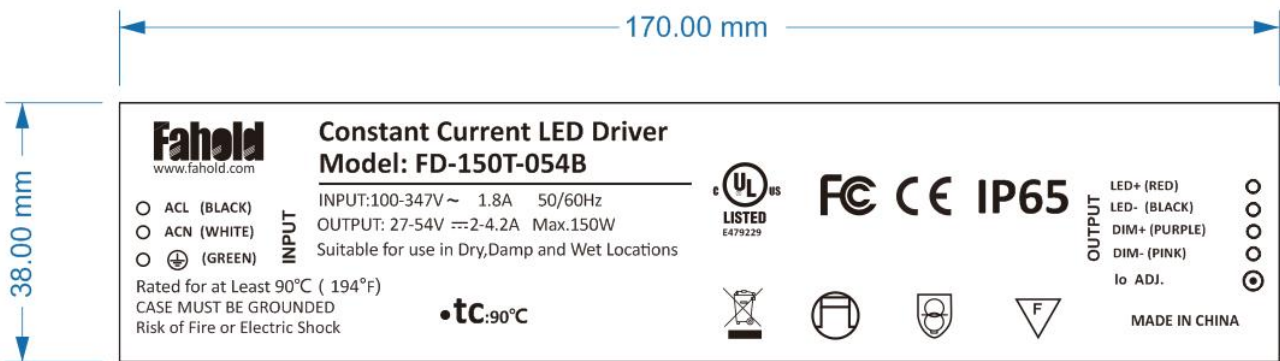 170.00 mm
38.00 mm
Fahold
www.fahold.com
Constant Current LED Driver
Model: FD-150T-054B
INPUT:100-347V~ 1.8A 50/60Hz
OUTPUT: 27-54V ⎓2-4.2A Max.150W
Suitable for use in Dry,Damp and Wet Locations
ACL (BLACK)
ACN (WHITE)
(GREEN)
INPUT
Rated for at Least 90℃ ( 194°F)
CASE MUST BE GROUNDED
Risk of Fire or Electric Shock
•tc:90℃
c UL us
LISTED
E479229
FC CE IP65
F
OUTPUT
LED+ (RED)
LED- (BLACK)
DIM+ (PURPLE)
DIM- (PINK)
Io ADJ.
MADE IN CHINA